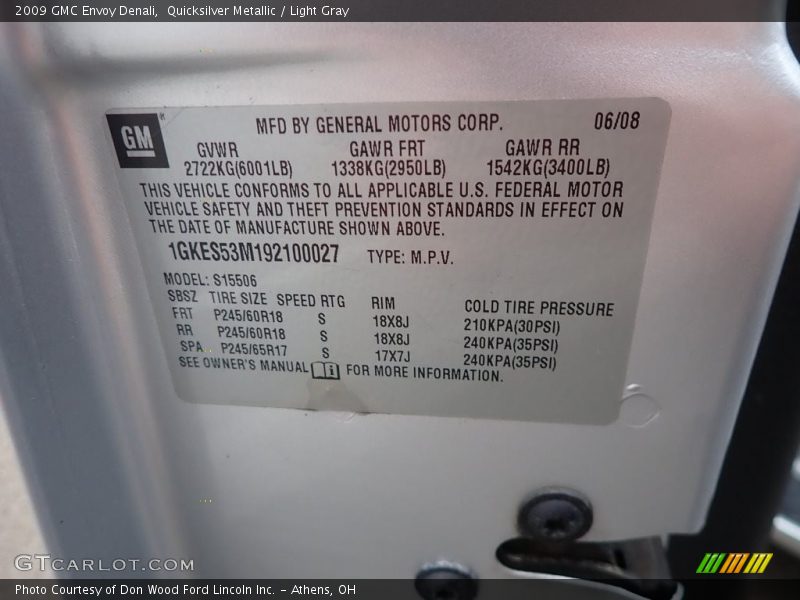 2009 GMC Envoy Denali, Quicksilver Metallic / Light Gray
GM
MFD BY GENERAL MOTORS CORP. 06/08
GVWR GAWR FRT GAWR RR
2722KG(6001LB) 1338KG(2950LB) 1542KG(3400LB)
THIS VEHICLE CONFORMS TO ALL APPLICABLE U.S. FEDERAL MOTOR
VEHICLE SAFETY AND THEFT PREVENTION STANDARDS IN EFFECT ON
THE DATE OF MANUFACTURE SHOWN ABOVE.
1GKES53M192100027 TYPE: M.P.V.
MODEL: S15506
SBSZ TIRE SIZE SPEED RTG RIM COLD TIRE PRESSURE
FRT P245/60R18 S 18X8J 210KPA(30PSI)
RR P245/60R18 S 18X8J 240KPA(35PSI)
SPA P245/65R17 S 17X7J 240KPA(35PSI)
SEE OWNER'S MANUAL i FOR MORE INFORMATION.
GTCARLOT.COM
Photo Courtesy of Don Wood Ford Lincoln Inc. - Athens, OH